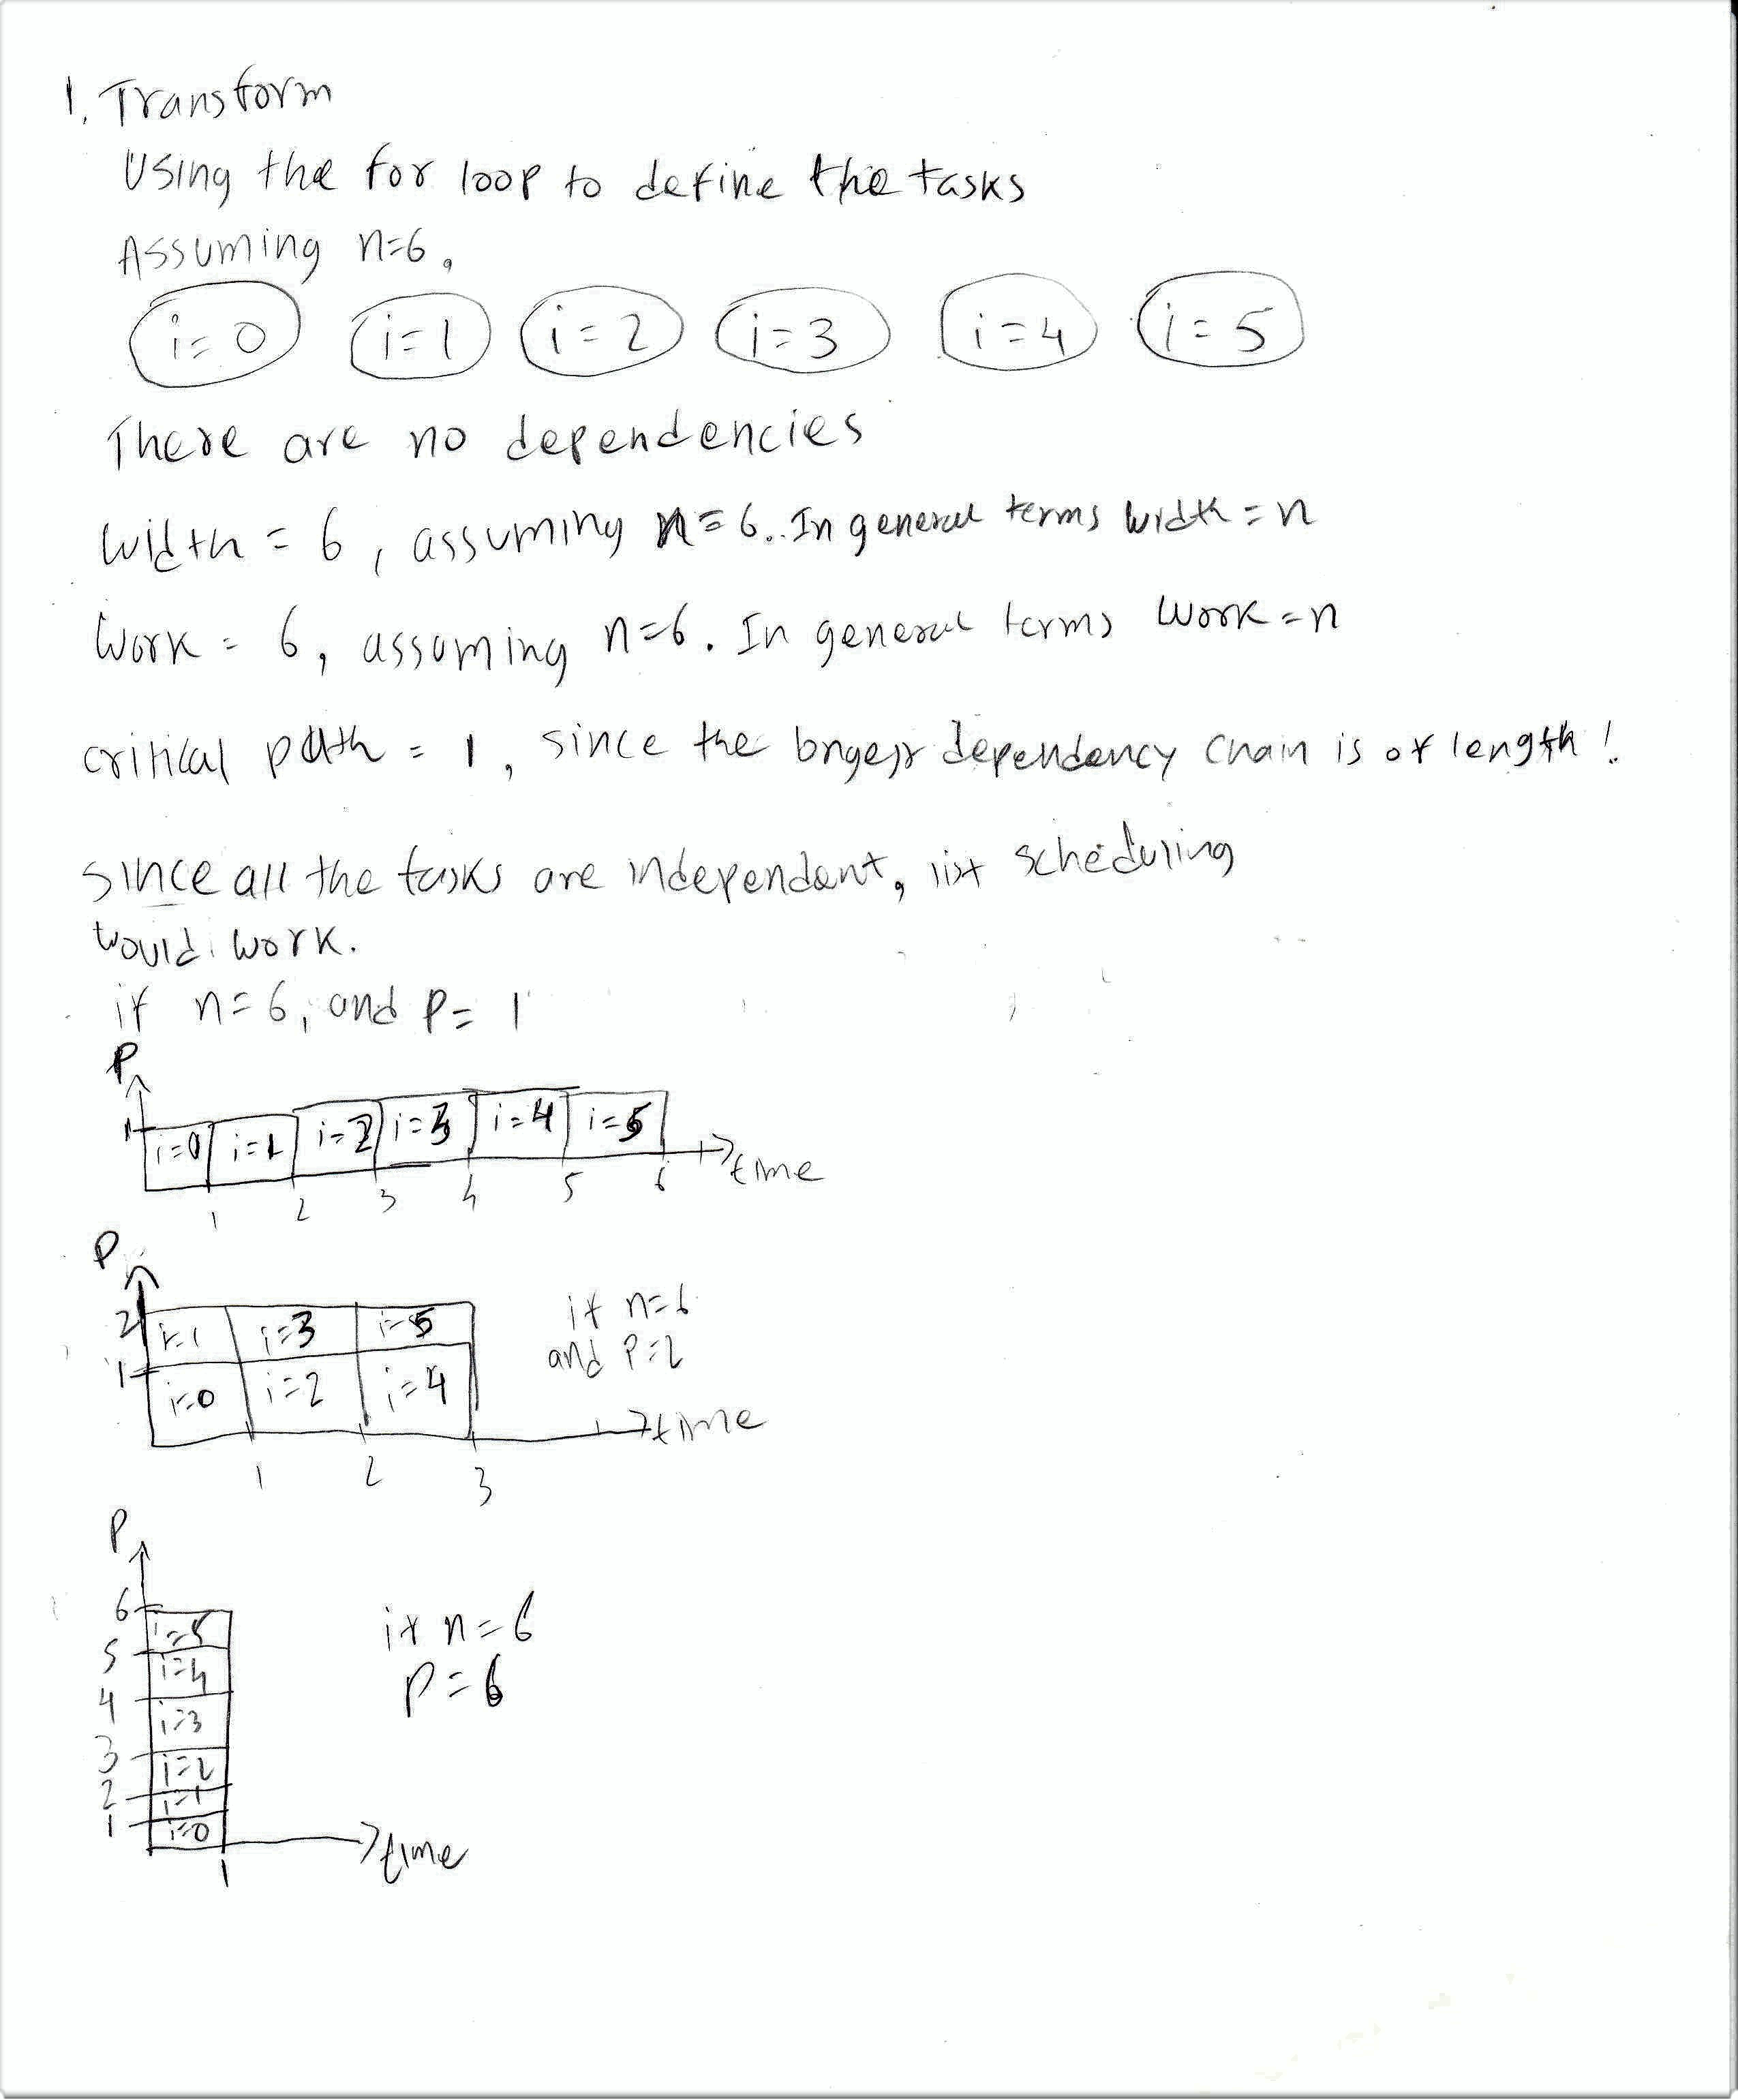 1. Transform
Using the for loop to define the tasks
Assuming n=6,
i=0 i=1 i=2 i=3 i=4 i=5
There are no dependencies
Width = 6, assuming n=6. In general terms width = n
Work = 6, assuming n=6. In general terms Work = n
critical path = 1, since the longest dependency chain is of length 1.
since all the tasks are independent, list scheduling
would work.
if n=6, and P=1
P
1
i=0 i=1 i=2 i=3 i=4 i=5
time
1 2 3 4 5 6
P
2 i=1 i=3 i=5
if n=6
and P=2
1 i=0 i=2 i=4
time
1 2 3
P
6
i=5
5
i=4
4
i=3
3
i=2
2
i=1
1
i=0
if n=6
P=6
time
1